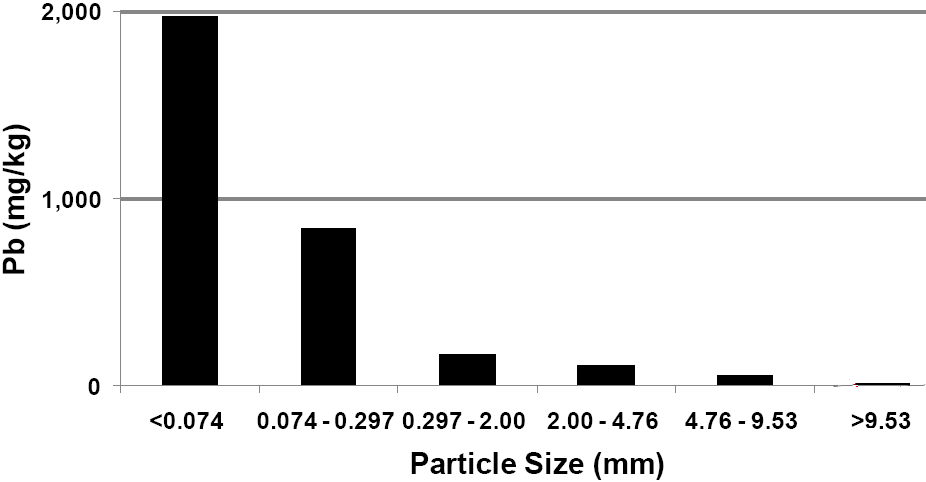 2,000
1,000
0
Pb (mg/kg)
<0.074 0.074 - 0.297 0.297 - 2.00 2.00 - 4.76 4.76 - 9.53 >9.53
Particle Size (mm)